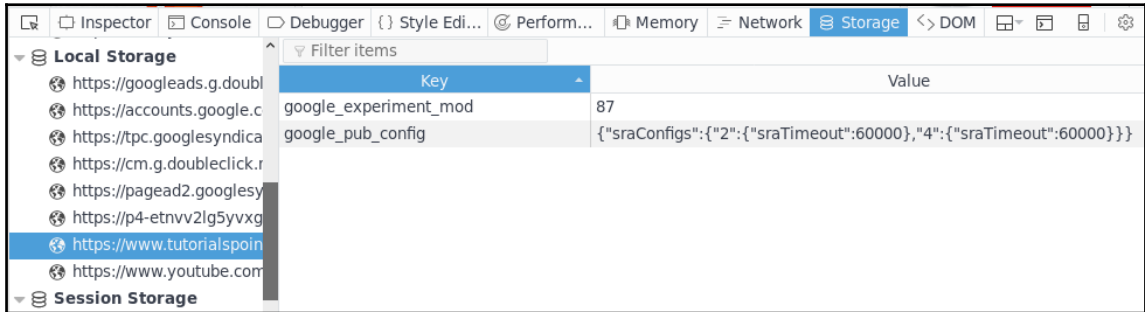 Inspector Console Debugger {} Style Edi... Perform... Memory Network Storage DOM
Local Storage
Filter items
https://googleads.g.doubl
Key Value
https://accounts.google.c
google_experiment_mod 87
https://tpc.googlesyndica
google_pub_config {"sraConfigs":{"2":{"sraTimeout":60000},"4":{"sraTimeout":60000}}}
https://cm.g.doubleclick.r
https://pagead2.googlesy
https://p4-etnvv2lg5yvxg
https://www.tutorialspoin
https://www.youtube.com
Session Storage